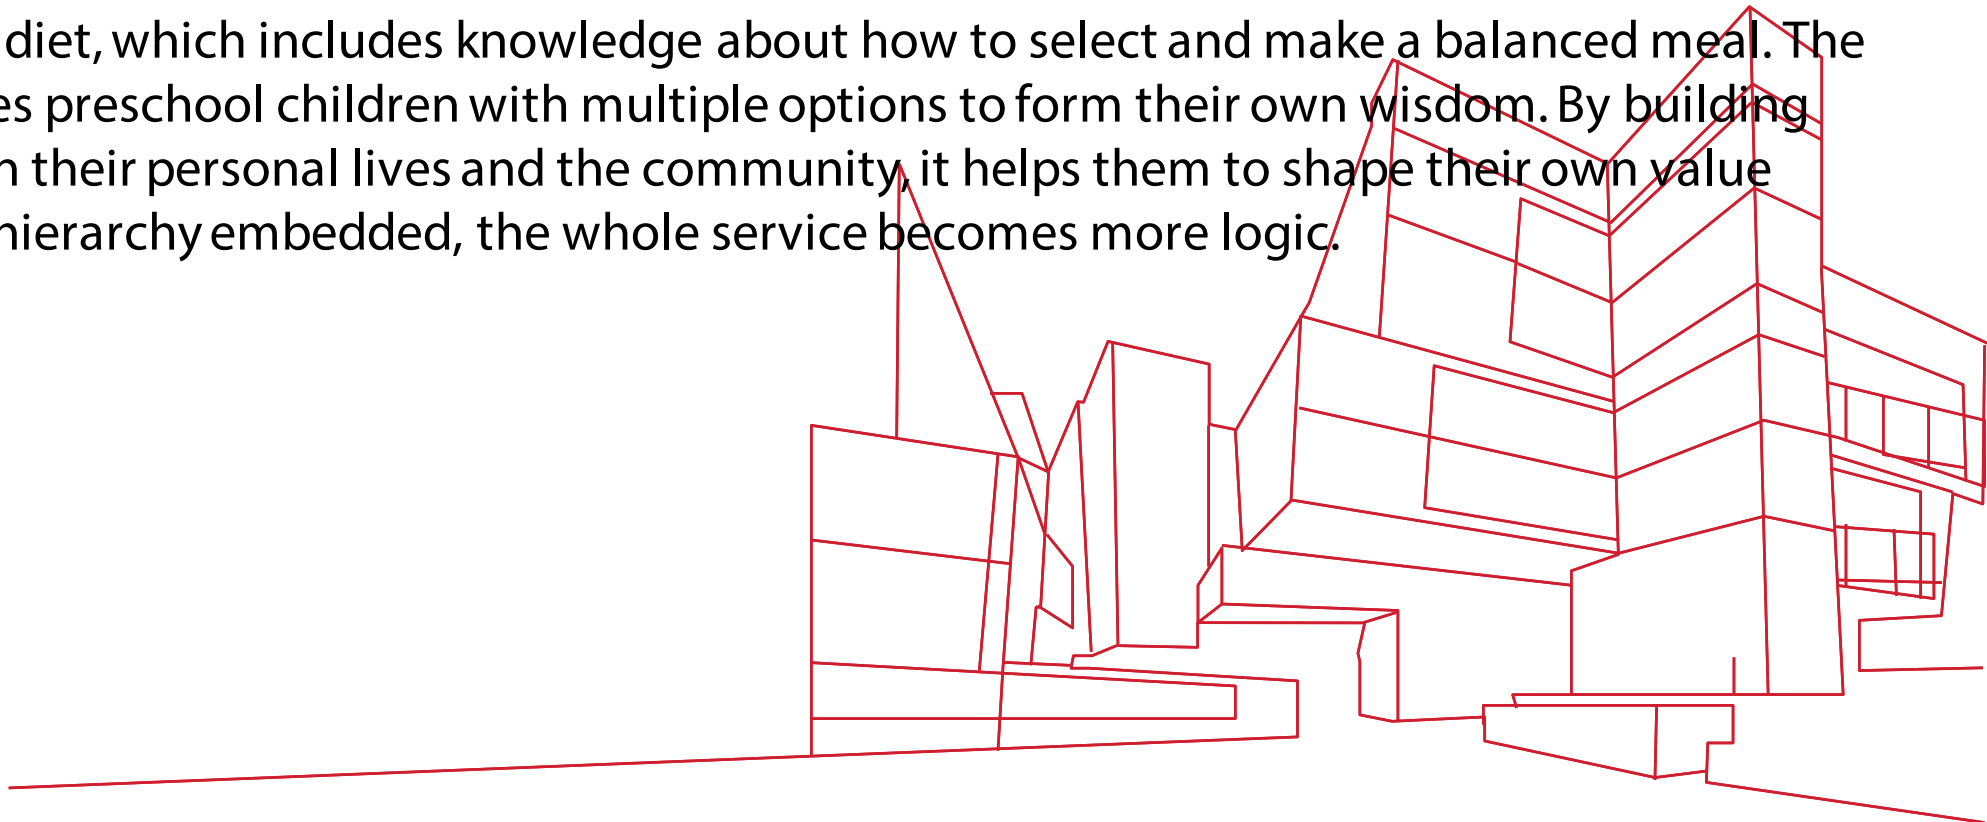 diet, which includes knowledge about how to select and make a balanced meal. The
es preschool children with multiple options to form their own wisdom. By building
n their personal lives and the community, it helps them to shape their own value
hierarchy embedded, the whole service becomes more logic.